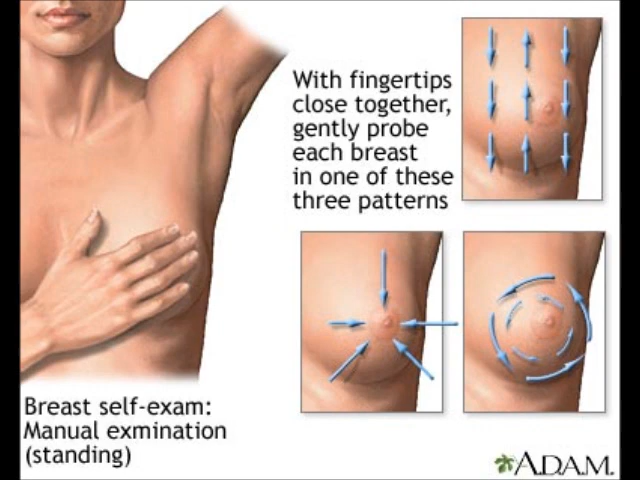 With fingertips
close together,
gently probe
each breast
in one of these
three patterns
Breast self-exam:
Manual exmination
(standing)
A.D.A.M.